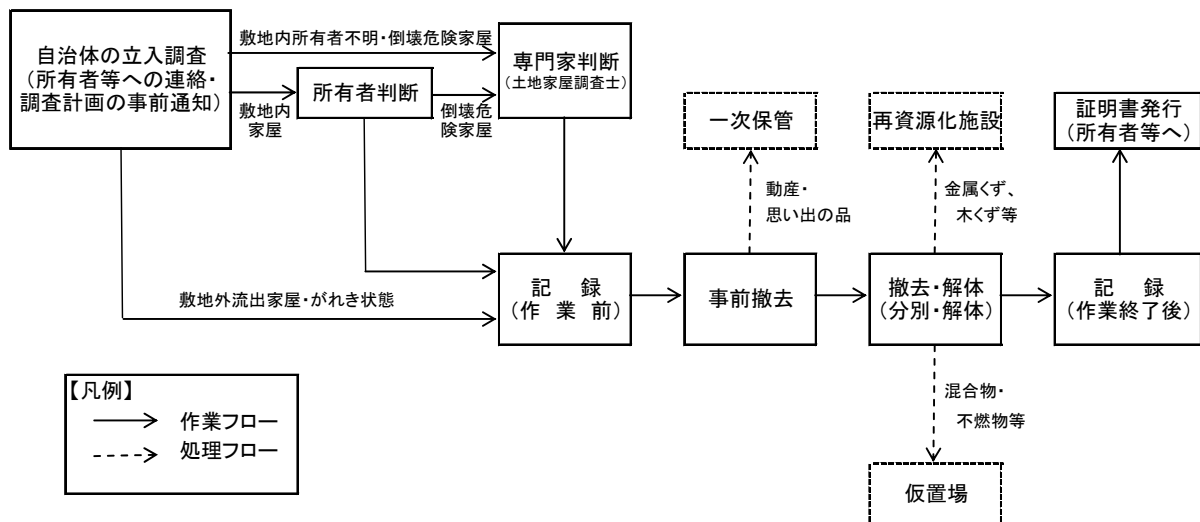 自治体の立入調査
(所有者等への連絡・
調査計画の事前通知)
敷地内所有者不明・倒壊危険家屋
敷地内
家屋
所有者判断
倒壊危
険家屋
専門家判断
(土地家屋調査士)
一次保管
再資源化施設
証明書発行
(所有者等へ)
動産・
思い出の品
金属くず、
木くず等
敷地外流出家屋・がれき状態
記 録
(作 業 前)
事前撤去
撤去・解体
(分別・解体)
記 録
(作業終了後)
【凡例】
作業フロー
処理フロー
混合物・
不燃物等
仮置場